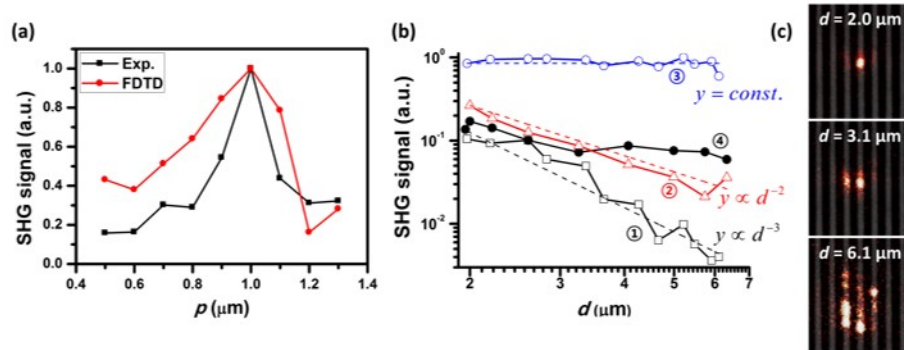 (a)
SHG signal (a.u.)
1.0
0.8
0.6
0.4
0.2
0.0
Exp.
FDTD
0.4 0.6 0.8 1.0 1.2 1.4
p (μm)
(b)
SHG signal (a.u.)
10⁰
10⁻¹
10⁻²
③
y = const.
④
②
y ∝ d⁻²
①
y ∝ d⁻³
2 3 4 5 6 7
d (μm)
(c)
d = 2.0 μm
d = 3.1 μm
d = 6.1 μm